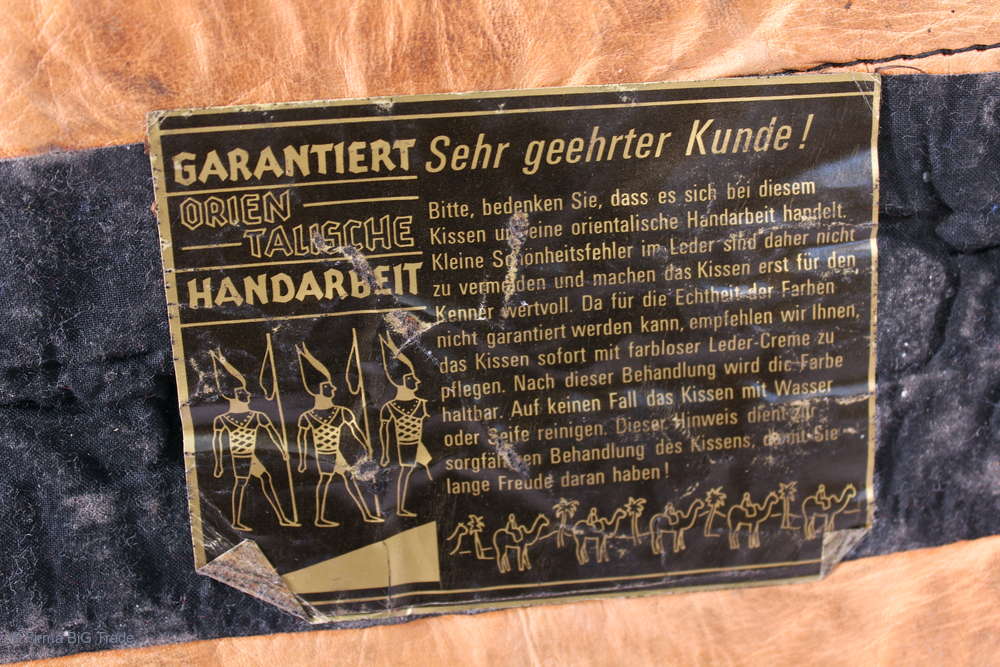 GARANTIERT
ORIEN
TALISCHE
HANDARBEIT
Sehr geehrter Kunde!
Bitte, bedenken Sie, dass es sich bei diesem
Kissen um eine orientalische Handarbeit handelt.
Kleine Schönheitsfehler im Leder sind daher nicht
zu vermeiden und machen das Kissen erst für den
Kenner wertvoll. Da für die Echtheit der Farben
nicht garantiert werden kann, empfehlen wir Ihnen,
das Kissen sofort mit farbloser Leder-Creme zu
pflegen. Nach dieser Behandlung wird die Farbe
haltbar. Auf keinen Fall das Kissen mit Wasser
oder Seife reinigen. Dieser Hinweis dient zur
sorgfältigen Behandlung des Kissens, damit Sie
lange Freude daran haben!
© Firma BiG Trade